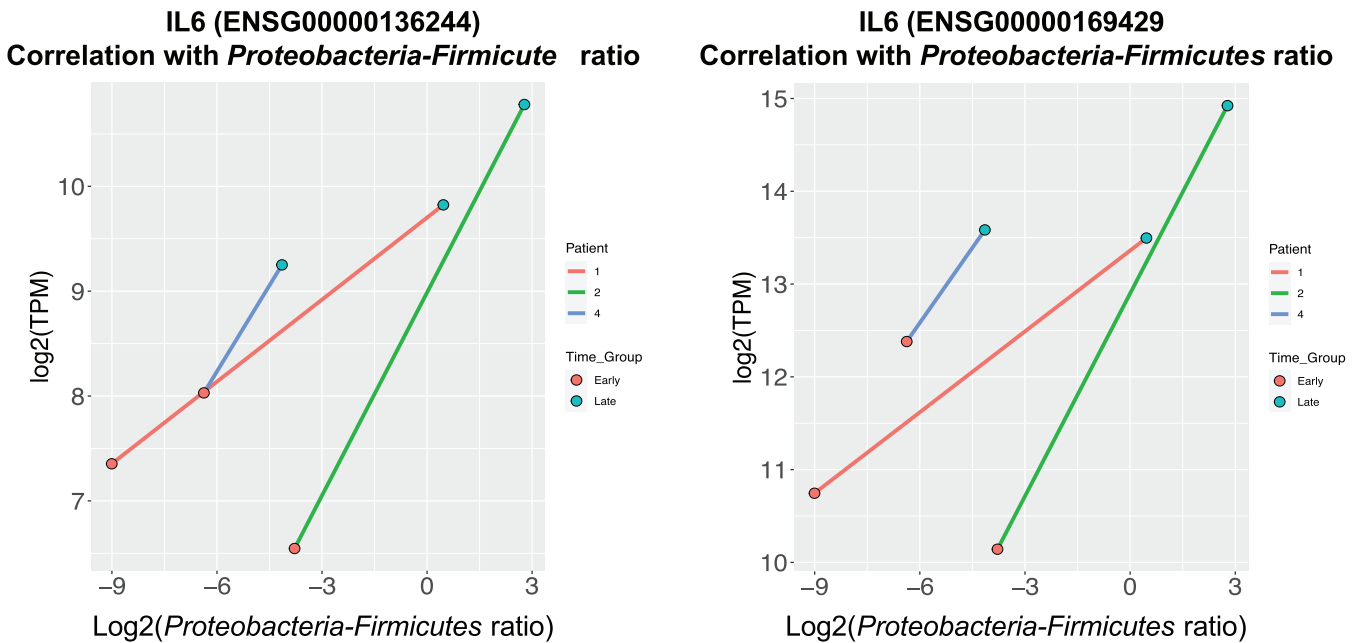 IL6 (ENSG00000136244)
Correlation with Proteobacteria-Firmicute ratio
log2(TPM)
10
9
8
7
−9
−6
−3
0
3
Log2(Proteobacteria-Firmicutes ratio)
Patient
1
2
4
Time_Group
Early
Late
IL6 (ENSG00000169429
Correlation with Proteobacteria-Firmicutes ratio
log2(TPM)
15
14
13
12
11
10
−9
−6
−3
0
3
Log2(Proteobacteria-Firmicutes ratio)
Patient
1
2
4
Time_Group
Early
Late